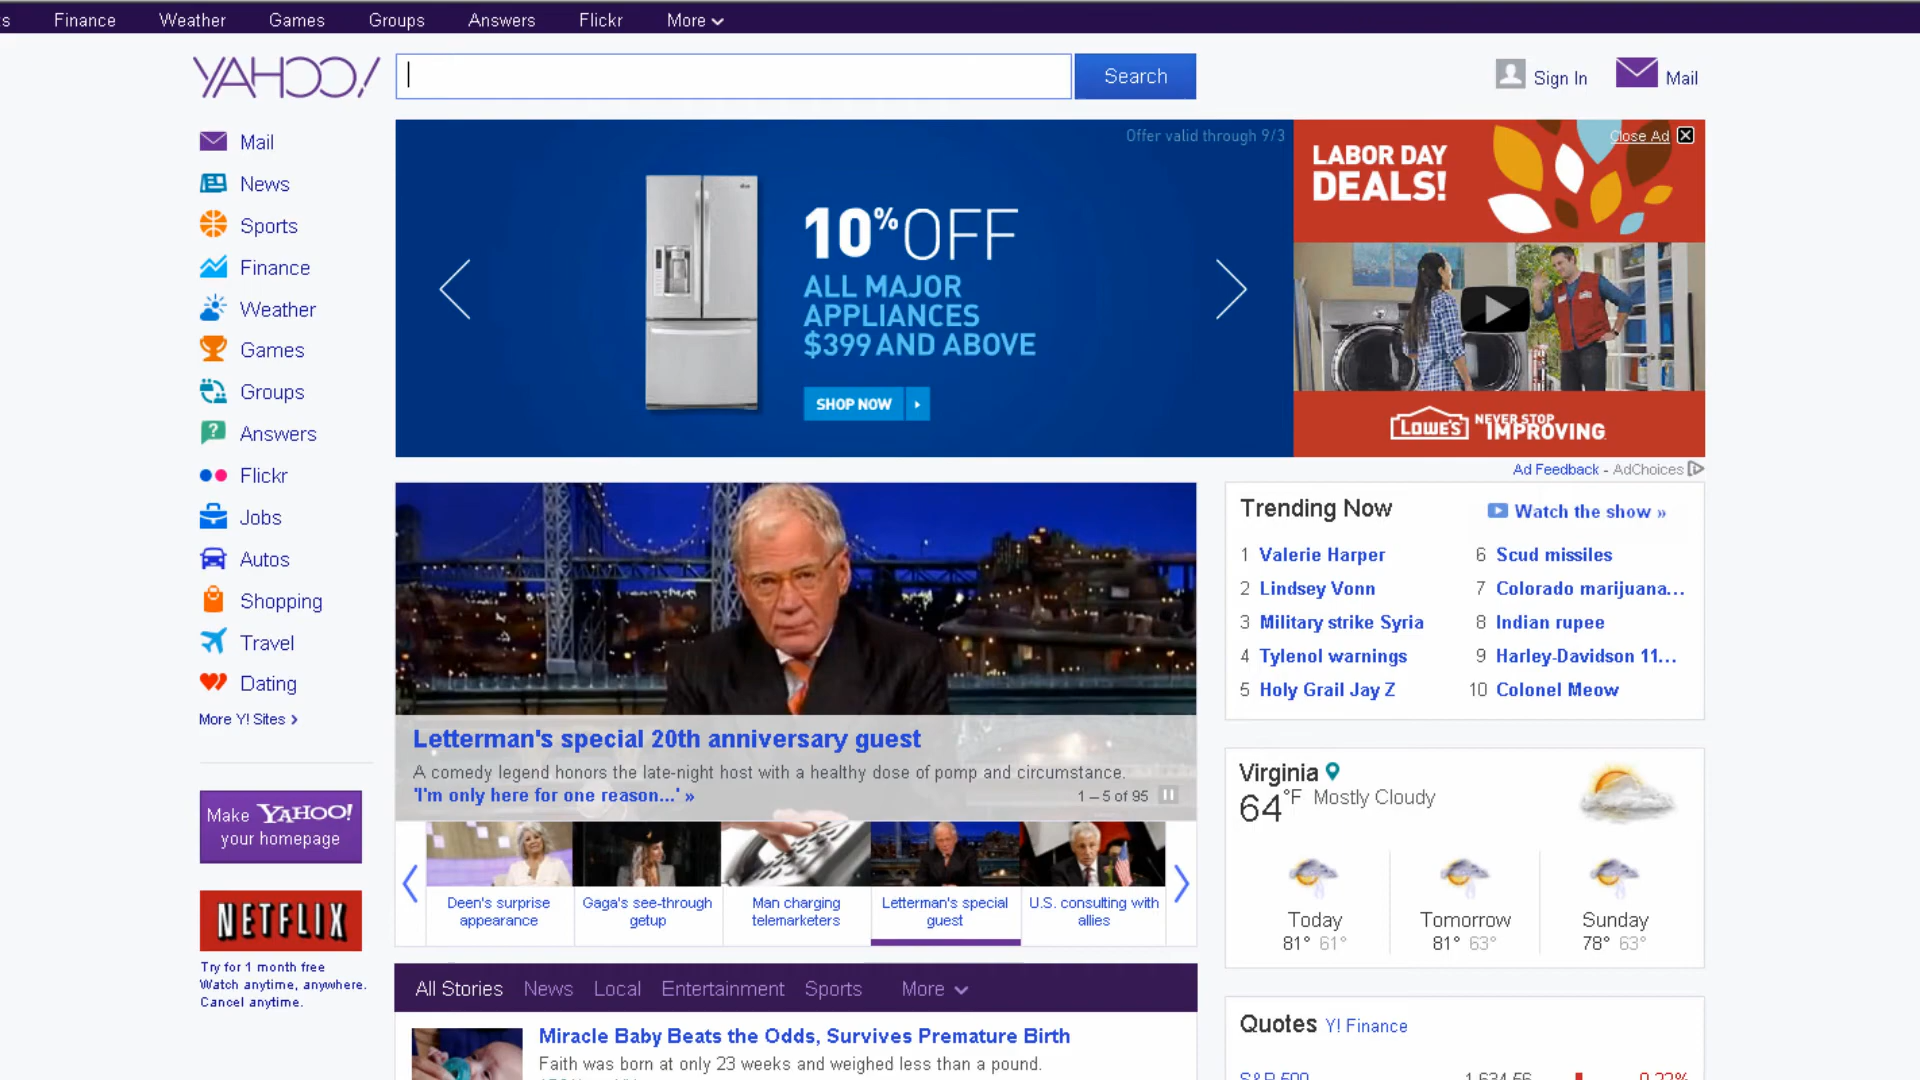 s Finance Weather Games Groups Answers Flickr More
YAHOO! Search Sign In Mail
Mail
News
Sports
Finance
Weather
Games
Groups
Answers
Flickr
Jobs
Autos
Shopping
Travel
Dating
More Y! Sites >
Make YAHOO!
your homepage
NETFLIX
Try for 1 month free
Watch anytime, anywhere.
Cancel anytime.
Offer valid through 9/3
10% OFF
ALL MAJOR
APPLIANCES
$399 AND ABOVE
SHOP NOW
Close Ad X
LABOR DAY
DEALS!
LOWE'S NEVER STOP
IMPROVING
Ad Feedback - AdChoices
Letterman's special 20th anniversary guest
A comedy legend honors the late-night host with a healthy dose of pomp and circumstance.
'I'm only here for one reason...' »
1 – 5 of 95
Deen's surprise
appearance
Gaga's see-through
getup
Man charging
telemarketers
Letterman's special
guest
U.S. consulting with
allies
All Stories News Local Entertainment Sports More
Miracle Baby Beats the Odds, Survives Premature Birth
Faith was born at only 23 weeks and weighed less than a pound.
Trending Now Watch the show »
1 Valerie Harper
2 Lindsey Vonn
3 Military strike Syria
4 Tylenol warnings
5 Holy Grail Jay Z
6 Scud missiles
7 Colorado marijuana...
8 Indian rupee
9 Harley-Davidson 11...
10 Colonel Meow
Virginia
64°F Mostly Cloudy
Today
81° 61°
Tomorrow
81° 63°
Sunday
78° 63°
Quotes Y! Finance
S&P 500 1,634.56 0.22%